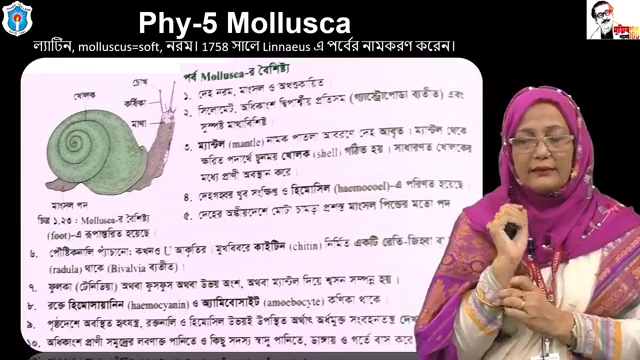 Phy-5 Mollusca
ল্যাটিন, molluscus=soft, নরম। 1758 সালে Linnaeus এ পর্বের নামকরণ করেন।
পর্ব Mollusca-র বৈশিষ্ট্য
১. দেহ নরম, মাংসল ও অখণ্ডকায়িত।
২. সিলোমেট, অধিকাংশ দ্বিপার্শ্বীয় প্রতিসম (গ্যাস্ট্রোপোডা ব্যতীত) এবং
সুস্পষ্ট মাথাবিশিষ্ট।
৩. ম্যান্টল (mantle) নামক পাতলা আবরণে দেহ আবৃত। ম্যান্টল থেকে
ক্ষরিত পদার্থে চুনময় খোলক (shell) গঠিত হয়। সাধারণত খোলকের
মধ্যে প্রাণী অবস্থান করে।
৪. দেহগহ্বর খুব সংক্ষিপ্ত ও হিমোসিল (haemocoel)-এ পরিণত হয়েছে।
৫. দেহের অঙ্কীয়দেশে মোটা চামড়া প্রশস্ত মাংসল পিন্ডের মতো পদ
চোখ
খোলক
কর্ষিকা
মাথা
মাংসল পদ
চিত্র ১.২৩: Mollusca-র বৈশিষ্ট্য
(foot)-এ রূপান্তরিত হয়েছে।
৬. পৌষ্টিকনালি প্যাঁচানো; কখনও U আকৃতির। মুখবিবরে কাইটিন (chitin) নির্মিত একটি রেতি-জিহ্বা
(radula) থাকে (Bivalvia ব্যতীত)।
৭. ফুলকা (টেনিডিয়া) অথবা ফুসফুস অথবা উভয় অংশ, অথবা ম্যান্টল দিয়ে শ্বসন সম্পন্ন হয়।
৮. রক্তে হিমোসায়ানিন (haemocyanin) ও অ্যামিবোসাইট (amoebocyte) কণিকা থাকে।
৯. পৃষ্ঠদেশে অবস্থিত হৃৎযন্ত্র, রক্তনালি ও হিমোসিল উভয়ই উপস্থিত অর্থাৎ অর্ধমুক্ত সংবহনতন্ত্র
১০. অধিকাংশ প্রাণী সমুদ্রের লবণাক্ত পানিতে ও কিছু সদস্য স্বাদু পানিতে, ডাঙ্গায় ও গর্তে বাস করে